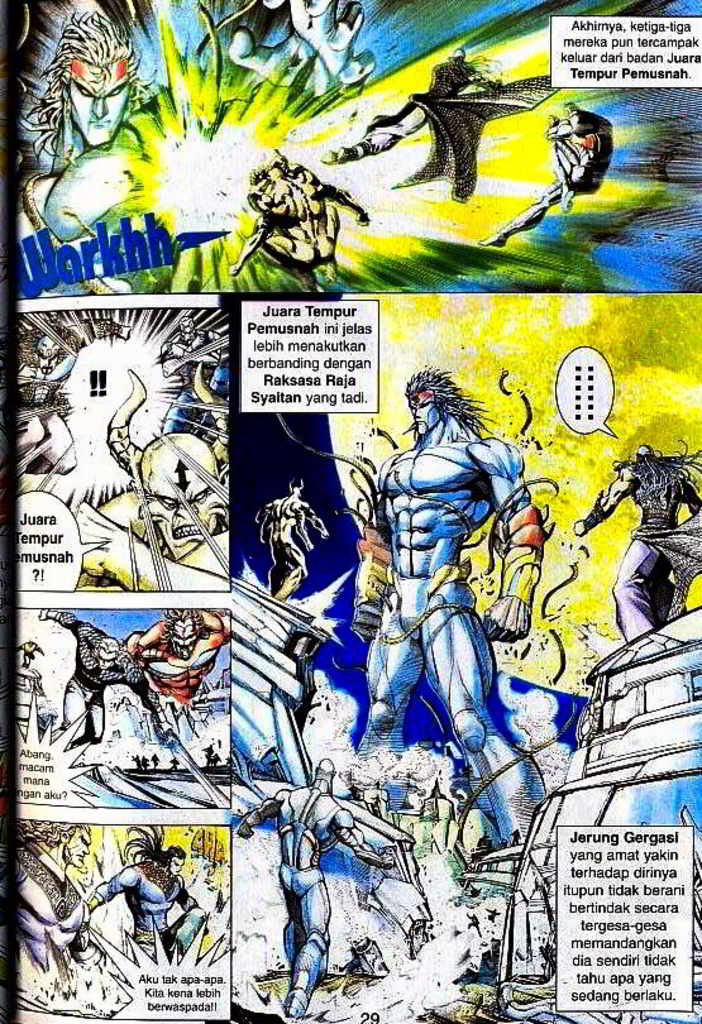 Akhirnya, ketiga-tiga
mereka pun tercampak
keluar dari badan Juara
Tempur Pemusnah.
Warkhh
!!
Juara
Tempur
emusnah
?!
Juara Tempur
Pemusnah ini jelas
lebih menakutkan
berbanding dengan
Raksasa Raja
Syaitan yang tadi.
Abang,
macam
mana
ngan aku?
Aku tak apa-apa.
Kita kena lebih
berwaspada!!
Jerung Gergasi
yang amat yakin
terhadap dirinya
itupun tidak berani
bertindak secara
tergesa-gesa
memandangkan
dia sendiri tidak
tahu apa yang
sedang berlaku.
29